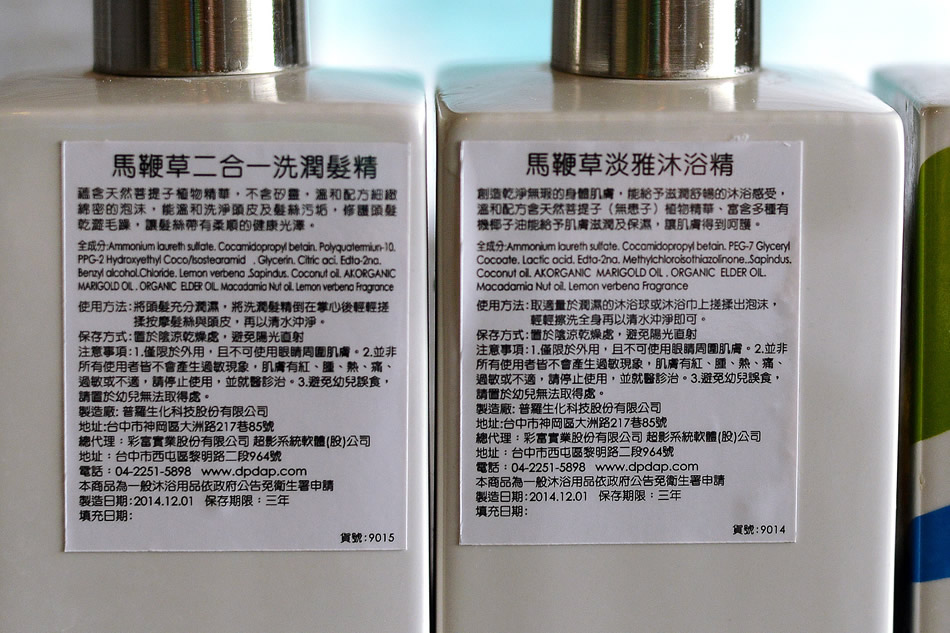 馬鞭草二合一洗潤髮精
蘊含天然菩提子植物精華，不含矽靈，溫和配方細緻
綿密的泡沫，能溫和洗淨頭皮及髮絲污垢，修護頭髮
乾澀毛躁，讓髮絲帶有柔順的健康光澤。
全成分:Ammonium laureth sulfate. Cocamidopropyl betain. Polyquatermiun-10.
PPG-2 Hydroxyethyl Coco/isostearamid . Glycerin. Citric aci. Edta-2na.
Benzyl alcohol.Chloride. Lemon verbena .Sapindus. Coconut oil. AKORGANIC
MARIGOLD OIL . ORGANIC ELDER OIL. Macadamia Nut oil. Lemon verbena Fragrance
使用方法:將頭髮充分潤濕，將洗潤髮精倒在掌心後輕輕搓
揉按摩髮絲與頭皮，再以清水沖淨。
保存方式:置於陰涼乾燥處，避免陽光直射
注意事項:1.僅限於外用，且不可使用眼睛周圍肌膚。2.並非
所有使用者皆不會產生過敏現象，肌膚有紅、腫、熱、痛、
過敏或不適，請停止使用，並就醫診治。3.避免幼兒誤食，
請置於幼兒無法取得處。
製造廠: 普羅生化科技股份有限公司
地址:台中市神岡區大洲路217巷85號
總代理：彩富實業股份有限公司 超影系統軟體(股)公司
地址：台中市西屯區黎明路二段964號
電話：04-2251-5898 www.dpdap.com
本商品為一般沐浴用品依政府公告免衛生署申請
製造日期:2014.12.01 保存期限：三年
填充日期:
貨號:9015
馬鞭草淡雅沐浴精
創造乾淨無瑕的身體肌膚，能給予滋潤舒暢的沐浴感受，
溫和配方含天然菩提子（無患子）植物精華、富含多種有
機椰子油能給予肌膚滋潤及保濕，讓肌膚得到呵護。
全成分:Ammonium laureth sulfate. Cocamidopropyl betain. PEG-7 Glyceryl
Cocoate. Lactic acid. Edta-2na. Methylchloroisothiazolinone..Sapindus.
Coconut oil. AKORGANIC MARIGOLD OIL . ORGANIC ELDER OIL.
Macadamia Nut oil. Lemon verbena Fragrance
使用方法:取適量於潤濕的沐浴球或沐浴巾上搓揉出泡沫，
輕輕擦洗全身再以清水沖淨即可。
保存方式:置於陰涼乾燥處，避免陽光直射
注意事項:1.僅限於外用，且不可使用眼睛周圍肌膚。2.並非
所有使用者皆不會產生過敏現象，肌膚有紅、腫、熱、痛、
過敏或不適，請停止使用，並就醫診治。3.避免幼兒誤食，
請置於幼兒無法取得處。
製造廠: 普羅生化科技股份有限公司
地址:台中市神岡區大洲路217巷85號
總代理：彩富實業股份有限公司 超影系統軟體(股)公司
地址：台中市西屯區黎明路二段964號
電話：04-2251-5898 www.dpdap.com
本商品為一般沐浴用品依政府公告免衛生署申請
製造日期:2014.12.01 保存期限：三年
填充日期:
貨號:9014